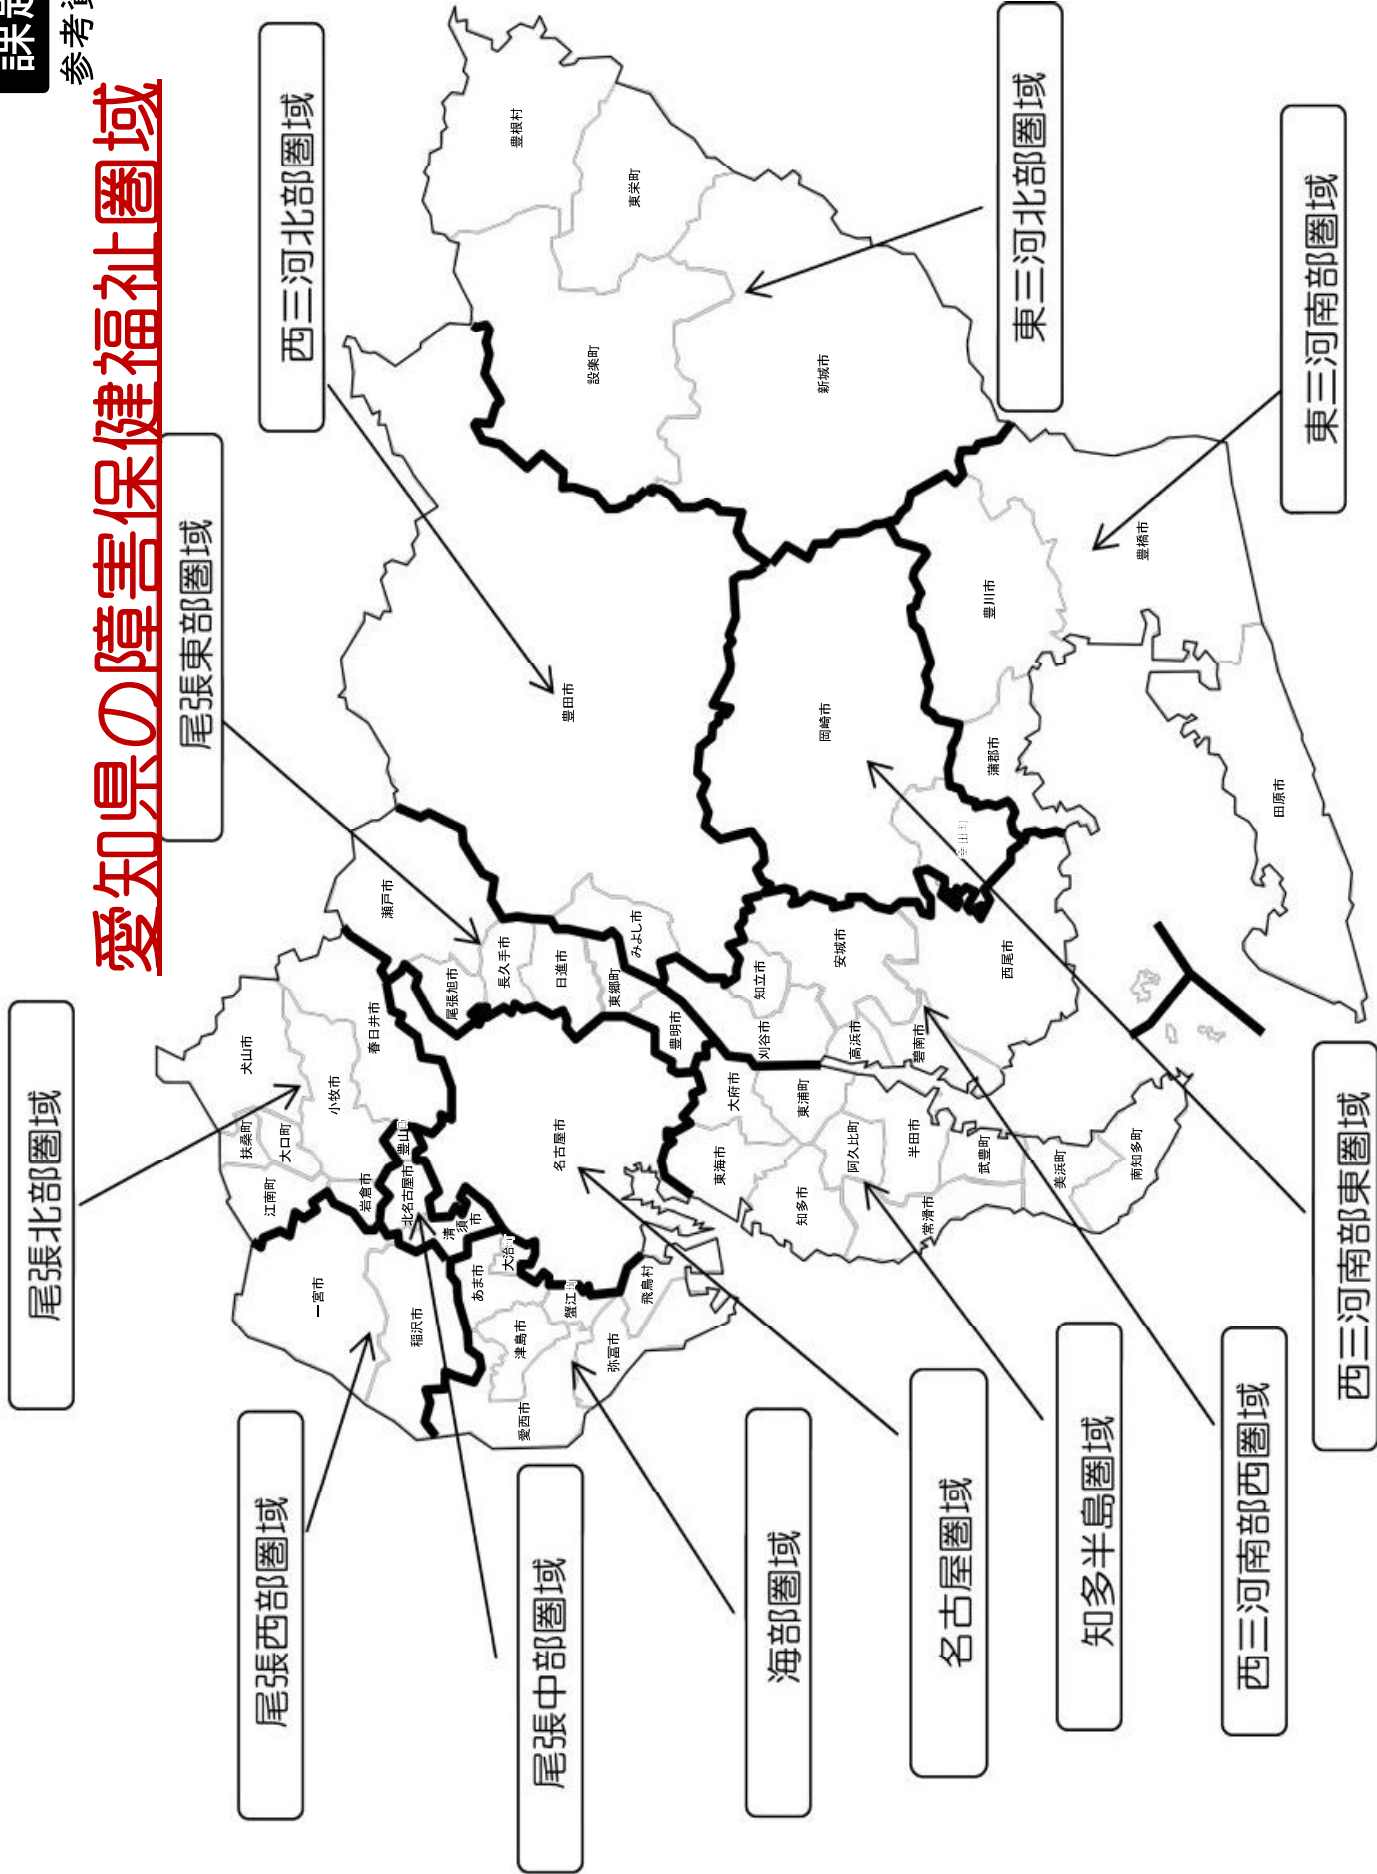 課題
参考資
愛知県の障害保健福祉圏域
尾張北部圏域
尾張東部圏域
西三河北部圏域
尾張西部圏域
尾張中部圏域
海部圏域
名古屋圏域
知多半島圏域
西三河南部西圏域
西三河南部東圏域
東三河北部圏域
東三河南部圏域
犬山市
扶桑町
大口町
江南町
小牧市
春日井市
岩倉市
豊山
北名古屋市
清
須
市
一宮市
稲沢市
あま市
大治
津島市
愛西市
蟹江
弥冨市
飛島村
名古屋市
瀬戸市
尾張旭市
長久手市
日進市
東郷町
豊明市
みよし市
豊田市
大府市
東海市
東浦町
知多市
阿久比町
半田市
常滑市
武豊町
美浜町
南知多町
刈谷市
知立市
安城市
高浜市
碧南市
西尾市
岡崎市
設楽町
豊根村
東栄町
新城市
豊川市
蒲郡市
豊橋市
田原市